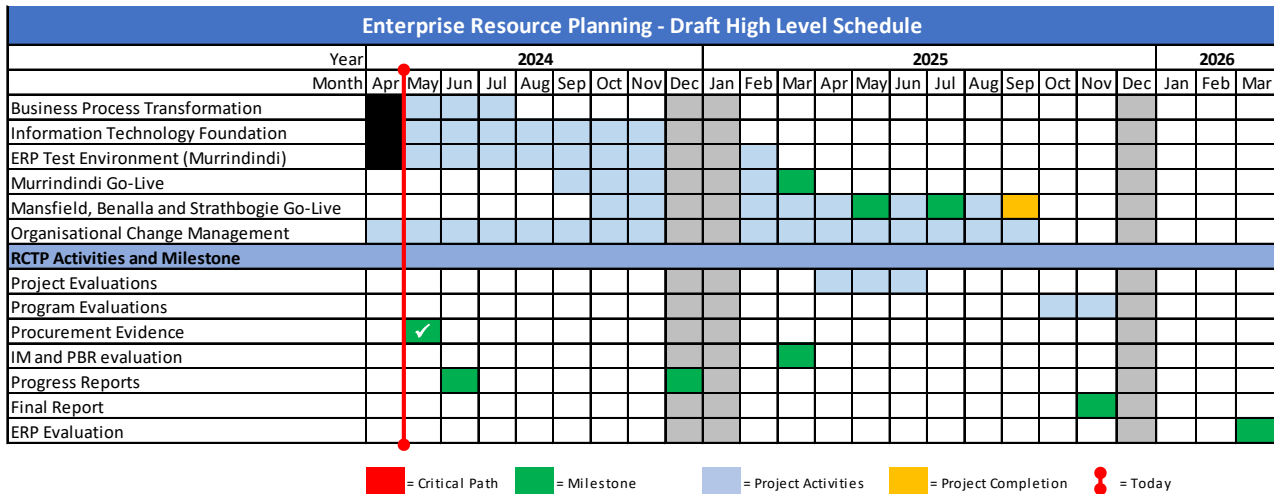 Enterprise Resource Planning - Draft High Level Schedule
Year 2024 2025 2026
Month Apr May Jun Jul Aug Sep Oct Nov Dec Jan Feb Mar Apr May Jun Jul Aug Sep Oct Nov Dec Jan Feb Mar
Business Process Transformation
Information Technology Foundation
ERP Test Environment (Murrindindi)
Murrindindi Go-Live
Mansfield, Benalla and Strathbogie Go-Live
Organisational Change Management
RCTP Activities and Milestone
Project Evaluations
Program Evaluations
Procurement Evidence ✓
IM and PBR evaluation
Progress Reports
Final Report
ERP Evaluation
= Critical Path = Milestone = Project Activities = Project Completion = Today